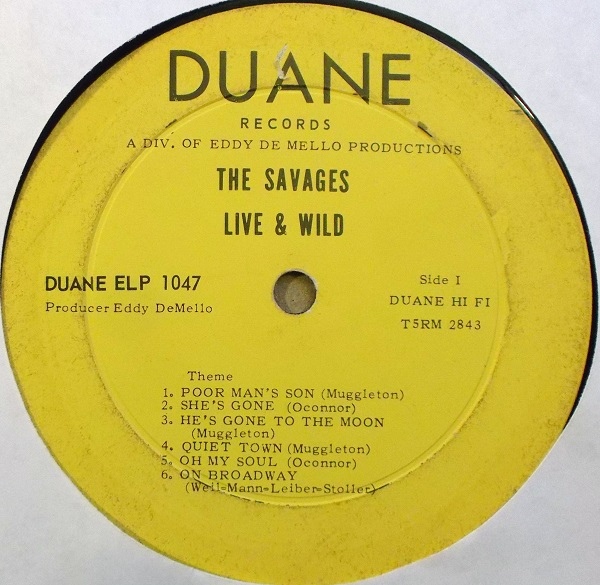 DUANE
RECORDS
A DIV. OF EDDY DE MELLO PRODUCTIONS
THE SAVAGES
LIVE & WILD
DUANE ELP 1047
Producer Eddy DeMello
Side I
DUANE HI FI
T5RM 2843
Theme
1. POOR MAN'S SON (Muggleton)
2. SHE'S GONE (Oconnor)
3. HE'S GONE TO THE MOON
(Muggleton)
4. QUIET TOWN (Muggleton)
5. OH MY SOUL (Oconnor)
6. ON BROADWAY
(Weil-Mann-Leiber-Stoller)